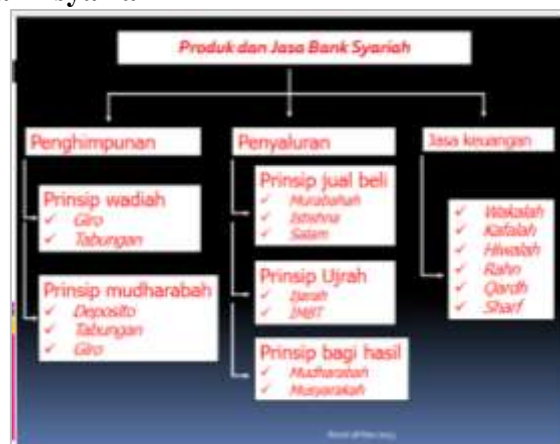 Produk dan Jasa Bank Syariah
Penghimpunan
Prinsip wadiah
✓ Giro
✓ Tabungan
Prinsip mudharabah
✓ Deposito
✓ Tabungan
✓ Giro
Penyaluran
Prinsip jual beli
✓ Murabahah
✓ Istishna
✓ Salam
Prinsip Ujrah
✓ Ijarah
✓ IMBT
Prinsip bagi hasil
✓ Mudharabah
✓ Musyarakah
Jasa keuangan
✓ Wakalah
✓ Kafalah
✓ Hiwalah
✓ Rahn
✓ Qardh
✓ Sharf